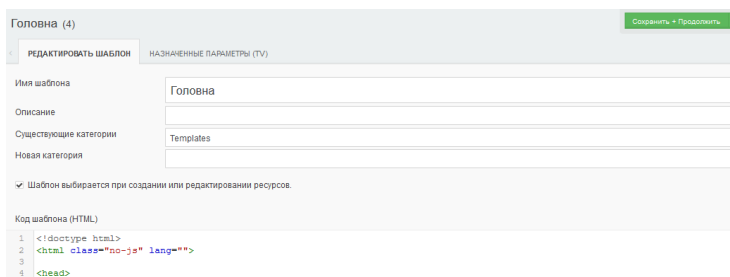 Головна (4)
Сохранить + Продолжить
РЕДАКТИРОВАТЬ ШАБЛОН НАЗНАЧЕННЫЕ ПАРАМЕТРЫ (TV)
Имя шаблона
Головна
Описание
Существующие категории
Templates
Новая категория
Шаблон выбирается при создании или редактировании ресурсов.
Код шаблона (HTML)
1 <!doctype html>
2 <html class="no-js" lang="">
3
4 <head>